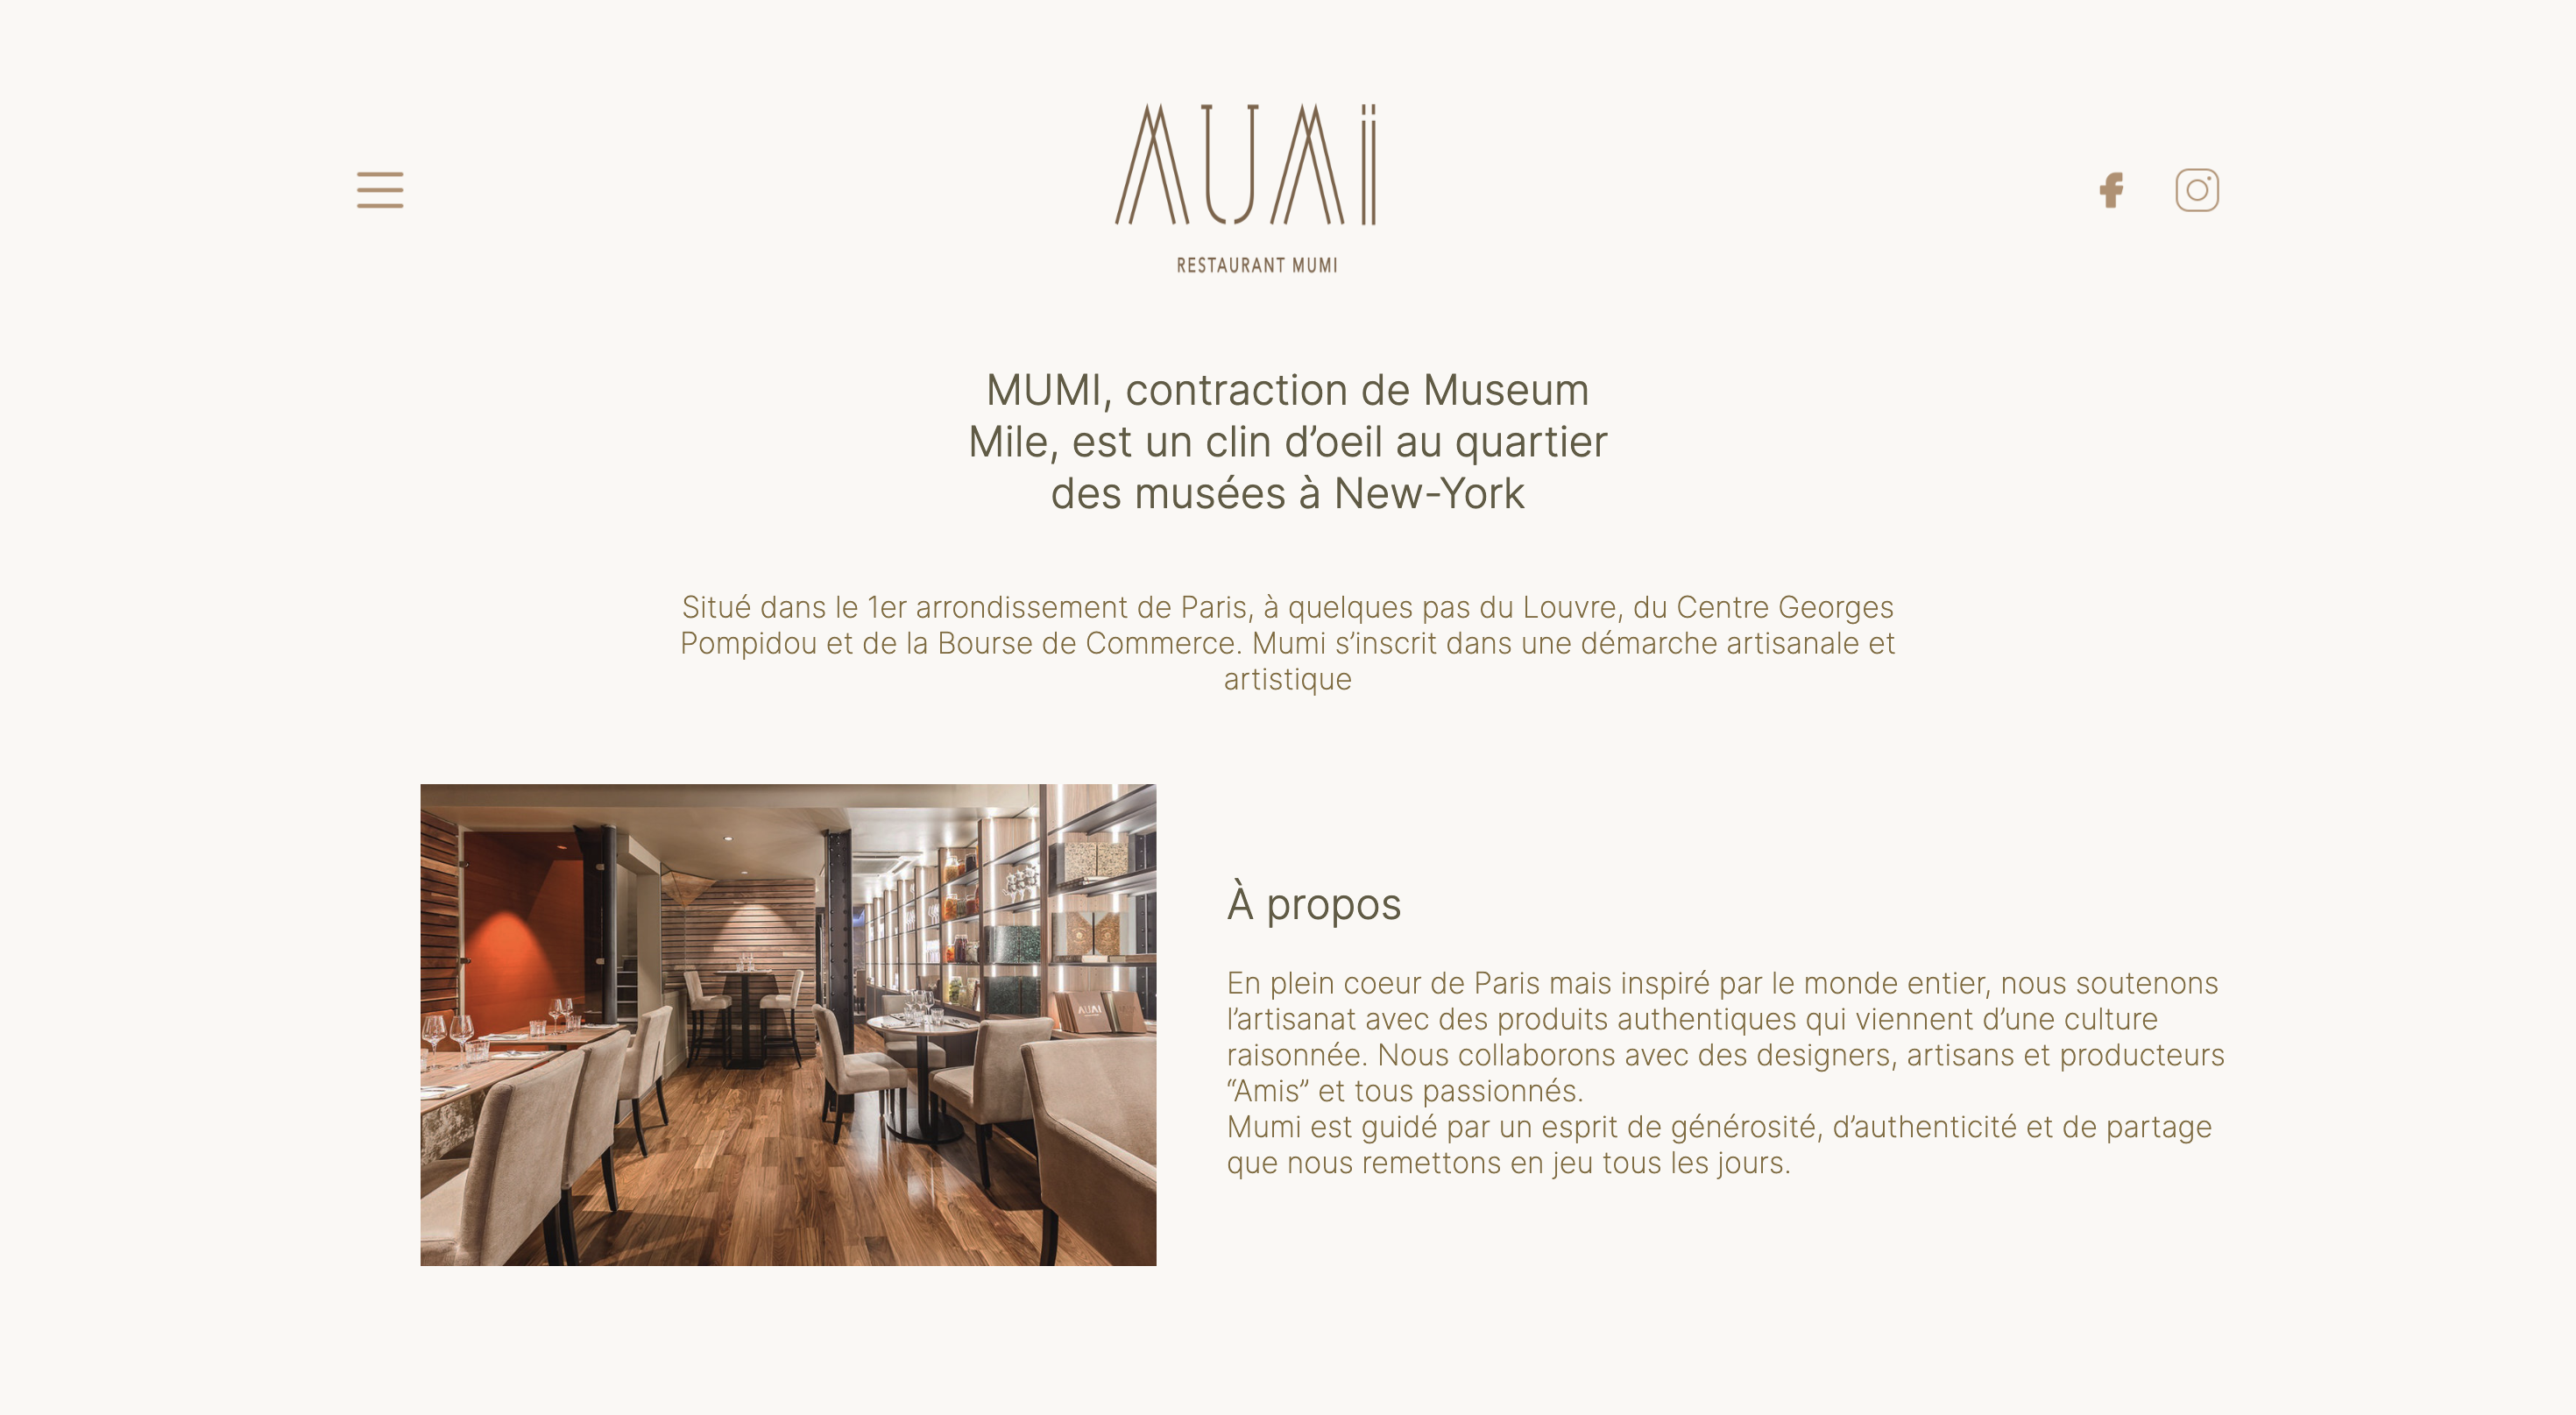 MUMi
RESTAURANT MUMI
MUMI, contraction de Museum
Mile, est un clin d’oeil au quartier
des musées à New-York
Situé dans le 1er arrondissement de Paris, à quelques pas du Louvre, du Centre Georges
Pompidou et de la Bourse de Commerce. Mumi s’inscrit dans une démarche artisanale et
artistique
À propos
En plein coeur de Paris mais inspiré par le monde entier, nous soutenons
l’artisanat avec des produits authentiques qui viennent d’une culture
raisonnée. Nous collaborons avec des designers, artisans et producteurs
“Amis” et tous passionnés.
Mumi est guidé par un esprit de générosité, d’authenticité et de partage
que nous remettons en jeu tous les jours.
MUMi